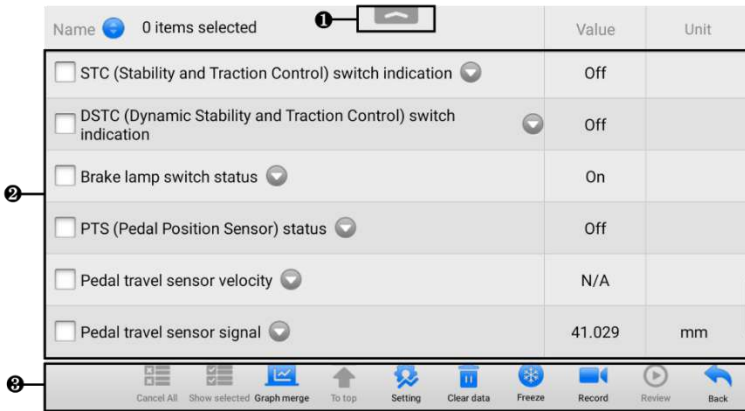 ❶
Name 0 items selected Value Unit
STC (Stability and Traction Control) switch indication Off
DSTC (Dynamic Stability and Traction Control) switch
indication Off
❷
Brake lamp switch status On
PTS (Pedal Position Sensor) status Off
Pedal travel sensor velocity N/A
Pedal travel sensor signal 41.029 mm
❸
Cancel All Show selected Graph merge To top Setting Clear data Freeze Record Review Back